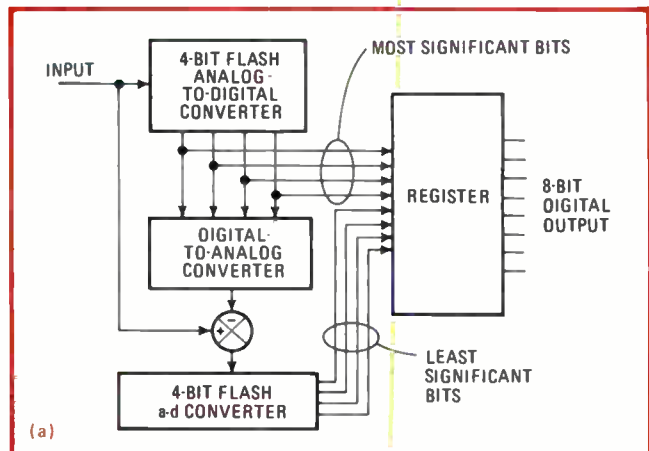 INPUT
4-BIT FLASH
ANALOG-
TO-DIGITAL
CONVERTER
MOST SIGNIFICANT BITS
REGISTER
8-BIT
DIGITAL
OUTPUT
DIGITAL-
TO-ANALOG
CONVERTER
+
−
4-BIT FLASH
a-d CONVERTER
LEAST
SIGNIFICANT
BITS
(a)